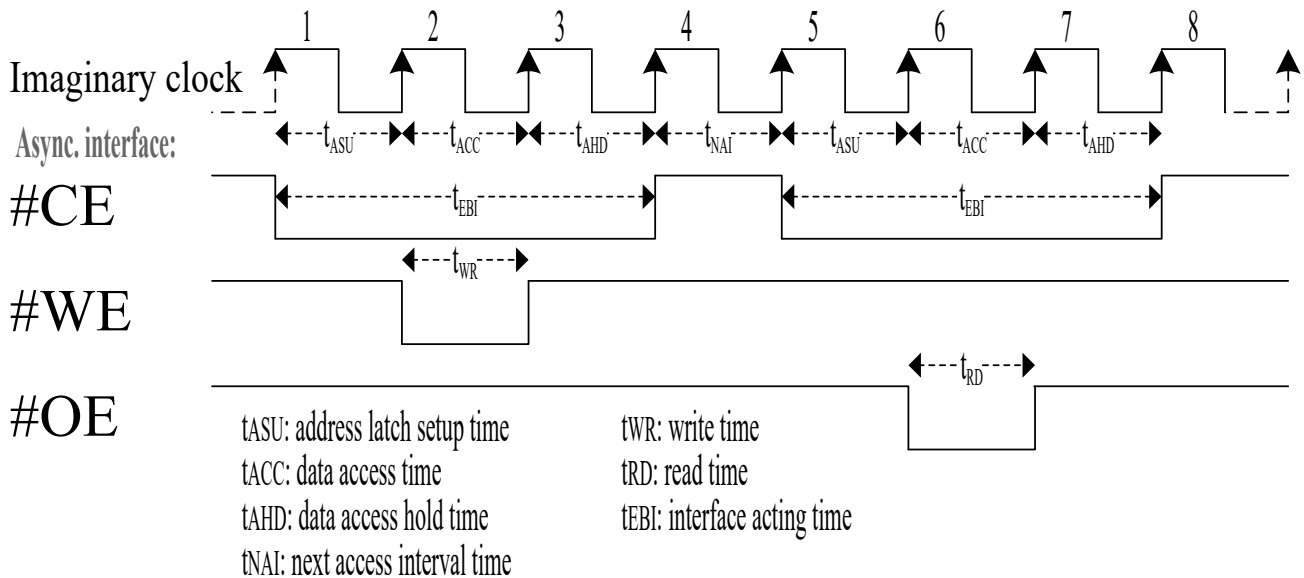 1 2 3 4 5 6 7 8
Imaginary clock
tASU tACC tAHD tNAI tASU tACC tAHD
Async. interface:
#CE
tEBI tEBI
tWR
#WE
tRD
#OE
tASU: address latch setup time
tWR: write time
tACC: data access time
tRD: read time
tAHD: data access hold time
tEBI: interface acting time
tNAI: next access interval time